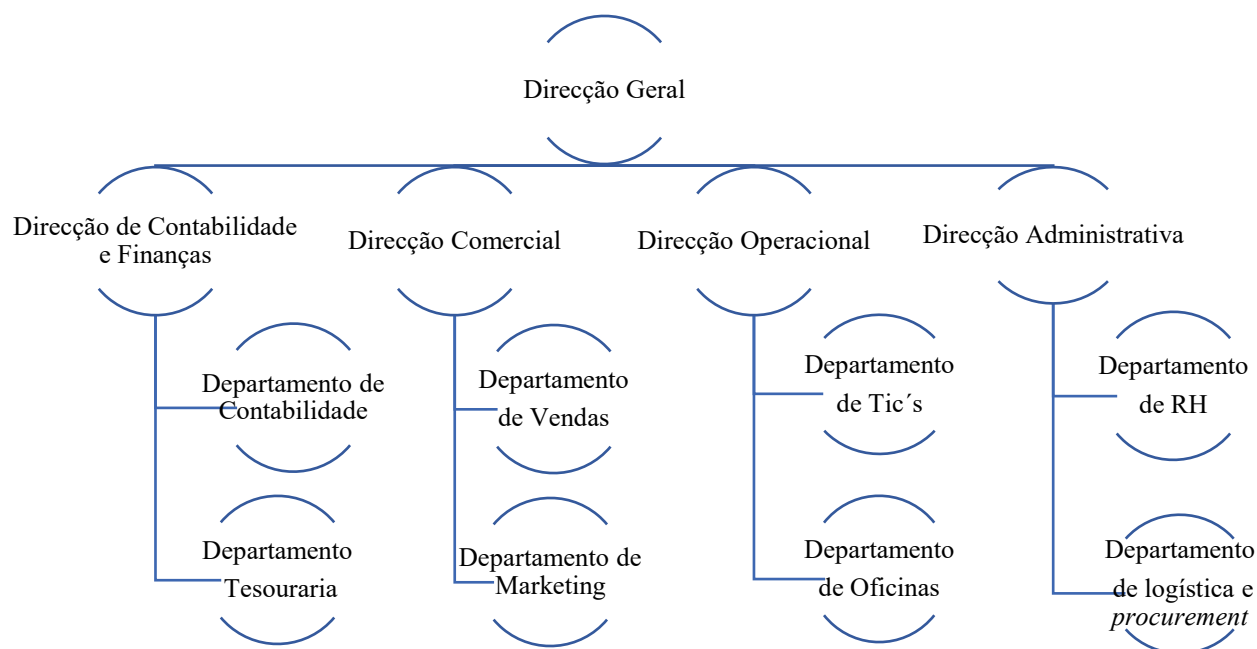 Direcção Geral
Direcção de Contabilidade
e Finanças
Direcção Comercial
Direcção Operacional
Direcção Administrativa
Departamento de
Contabilidade
Departamento
de Vendas
Departamento
de Tic´s
Departamento
de RH
Departamento
Tesouraria
Departamento de
Marketing
Departamento
de Oficinas
Departamento
de logística e
procurement